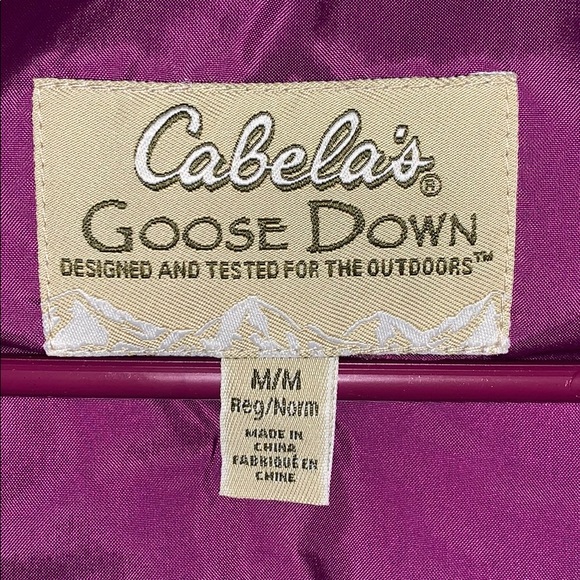 Cabela's®
GOOSE DOWN
DESIGNED AND TESTED FOR THE OUTDOORS™
M/M
Reg/Norm
MADE IN
CHINA
FABRIQUÉ EN
CHINE